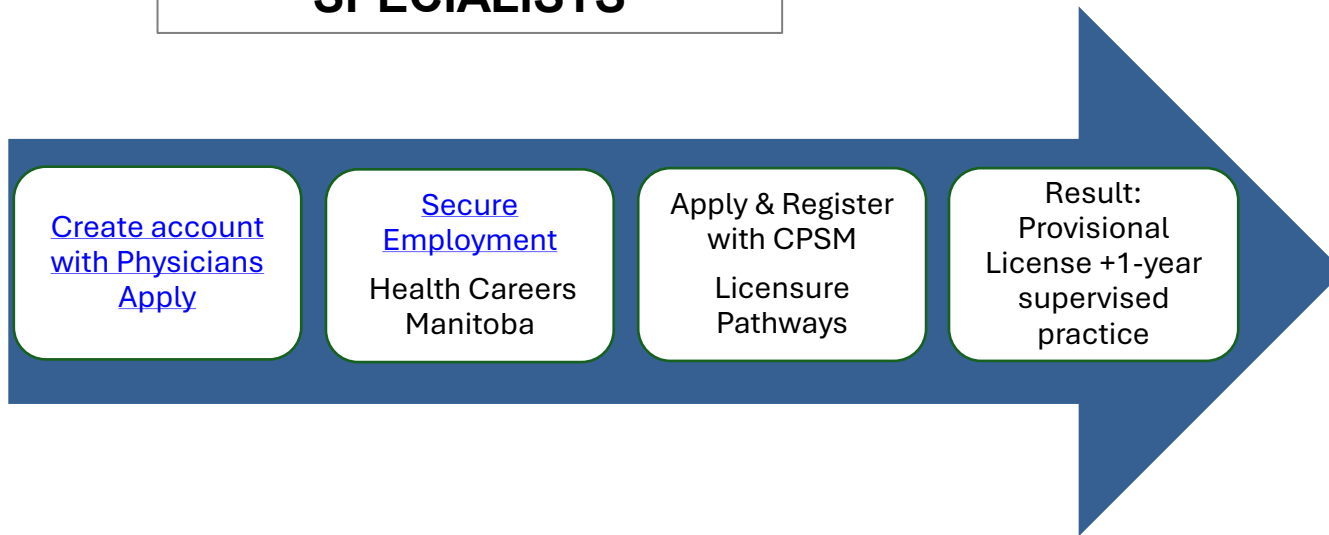 SPECIALISTS
Create account
with Physicians
Apply
Secure
Employment
Health Careers
Manitoba
Apply & Register
with CPSM
Licensure
Pathways
Result:
Provisional
License +1-year
supervised
practice